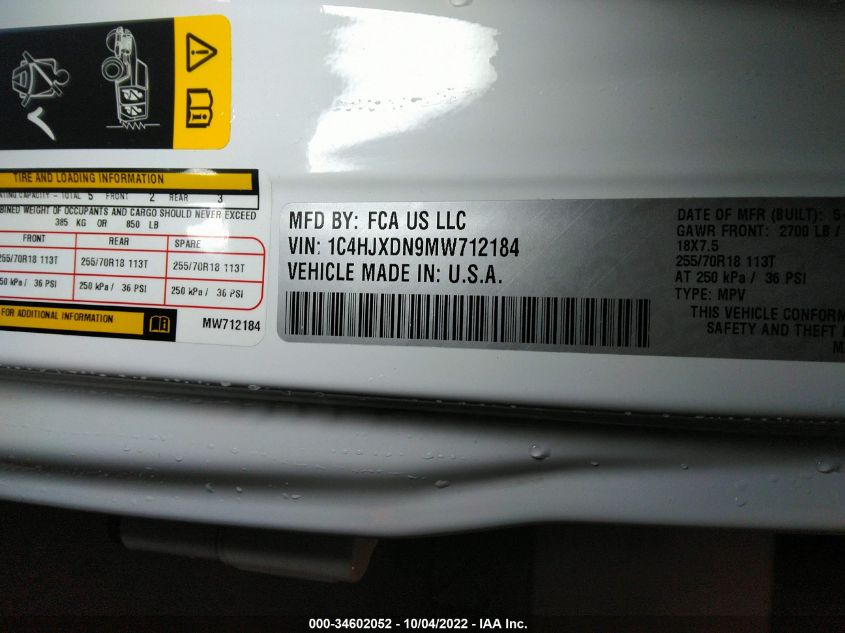 TIRE AND LOADING INFORMATION
CAPACITY - TOTAL 5 FRONT 2 REAR 3
WEIGHT OF OCCUPANTS AND CARGO SHOULD NEVER EXCEED
385 KG OR 850 LB
FRONT REAR SPARE
255/70R18 113T 255/70R18 113T 255/70R18 113T
250 kPa / 36 PSI 250 kPa / 36 PSI 250 kPa / 36 PSI
FOR ADDITIONAL INFORMATION
MW712184
MFD BY: FCA US LLC
VIN: 1C4HJXDN9MW712184
VEHICLE MADE IN: U.S.A.
DATE OF MFR (BUILT):
GAWR FRONT: 2700 LB /
18X7.5
255/70R18 113T
AT 250 kPa / 36 PSI
TYPE: MPV
THIS VEHICLE
SAFETY AND THEFT
000-34602052 - 10/04/2022 - IAA Inc.